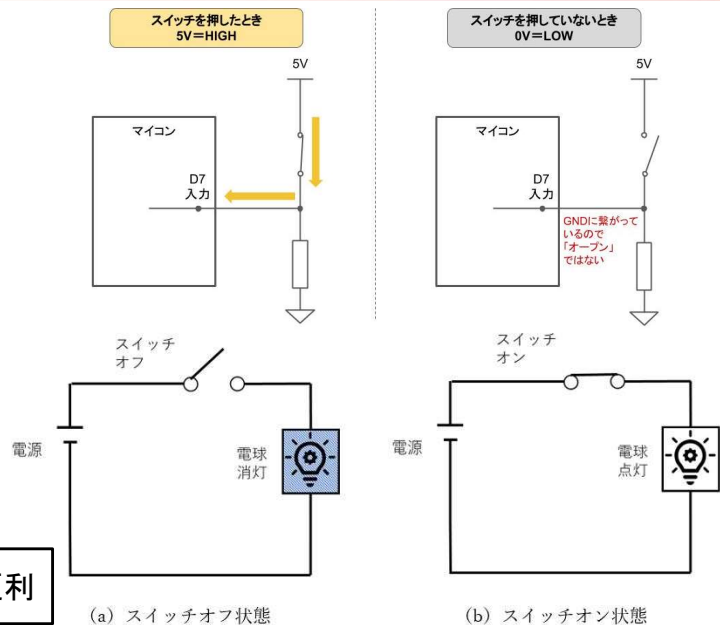 スイッチを押したとき
5V＝HIGH
スイッチを押していないとき
0V＝LOW
5V
マイコン
D7
入力
5V
マイコン
D7
入力
GNDに繋がって
いるので
「オープン」
ではない
スイッチ
オフ
電源
電球
消灯
スイッチ
オン
電源
電球
点灯
利
（a）スイッチオフ状態
（b）スイッチオン状態